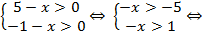 {5 − x > 0 ⇔ {−x > −5 ⇔
−1 − x > 0 −x > 1